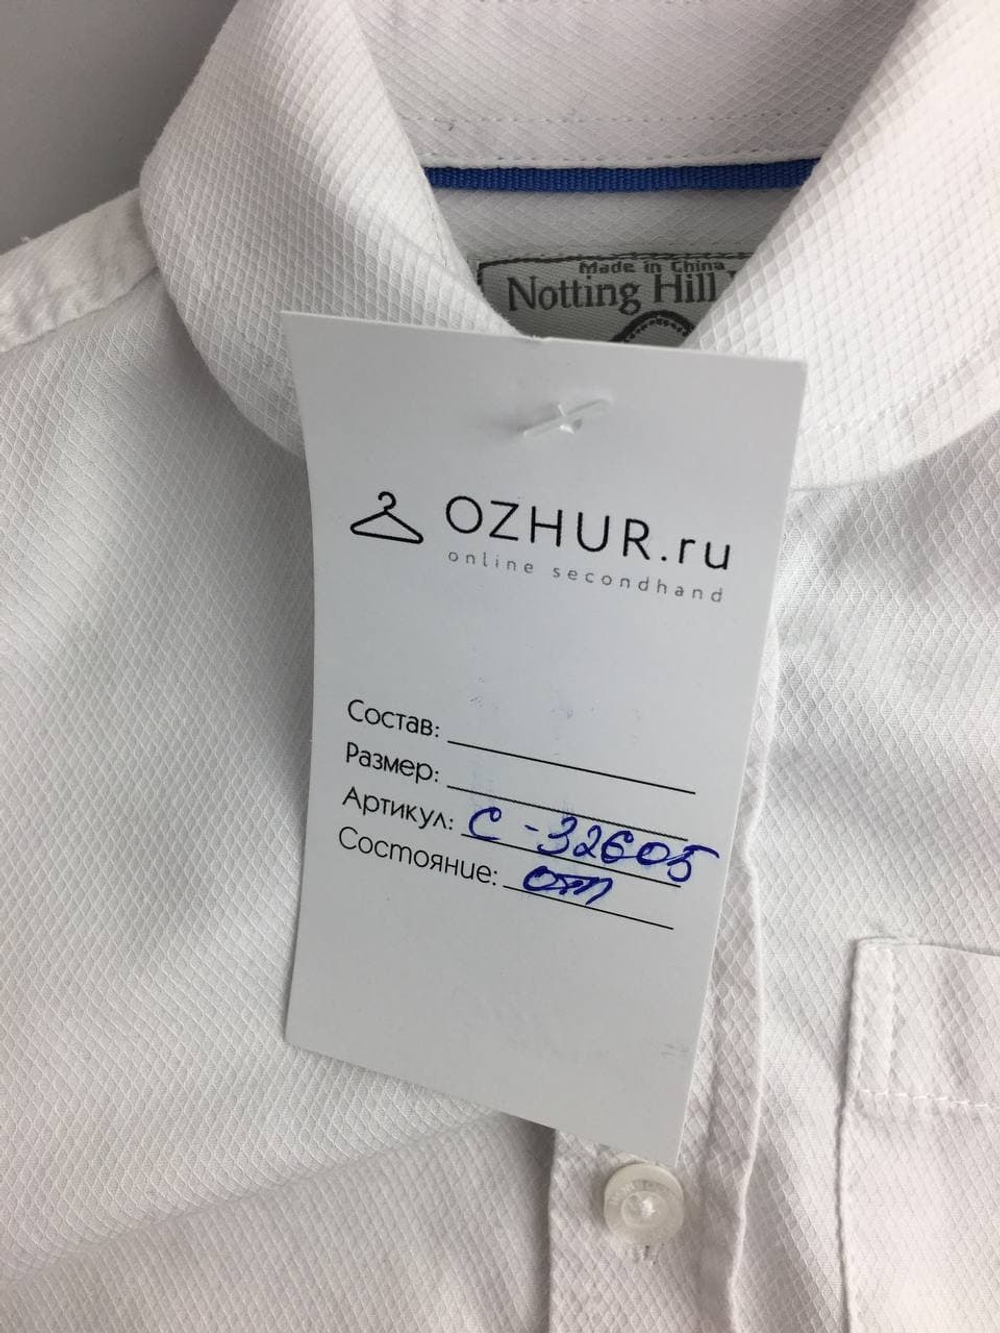 Made in China
Notting Hill
OZHUR.ru
online secondhand
Состав:
Размер:
Артикул: С-32605
Состояние: отл